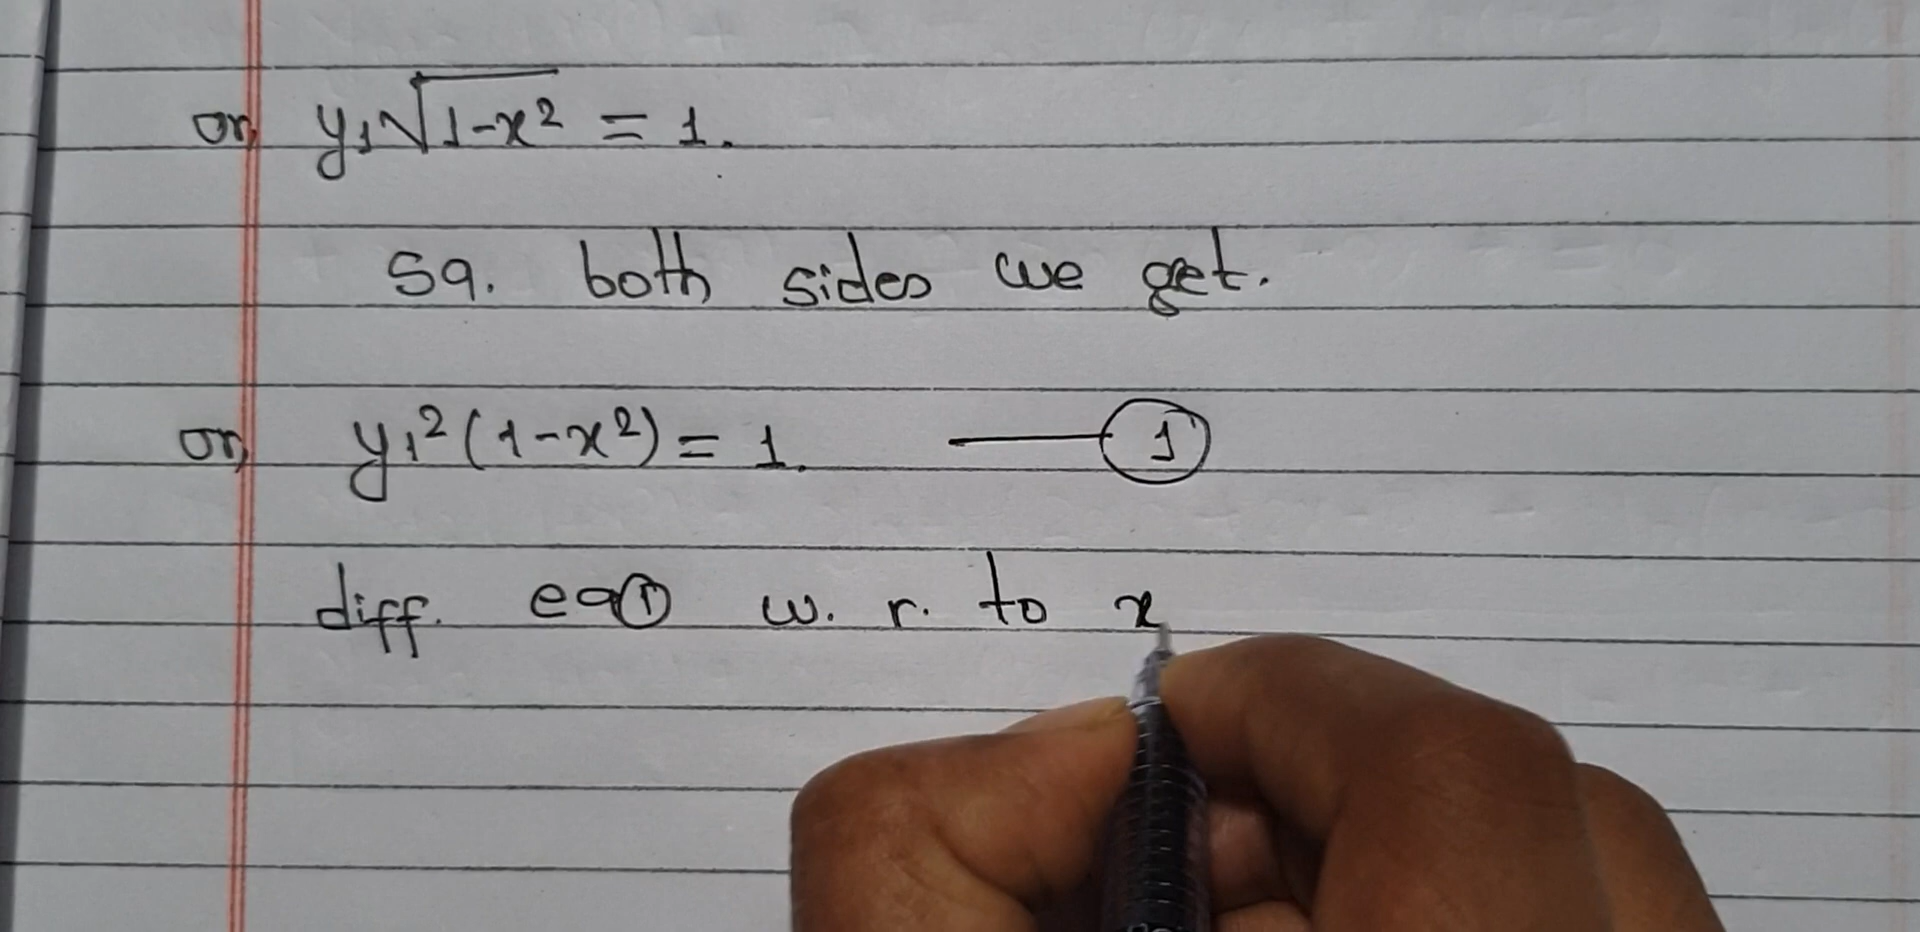 or, y₁√1-x² = 1.
Sq. both sides we get.
or, y₁²(1-x²) = 1. —— ①
diff. eq① w. r. to x